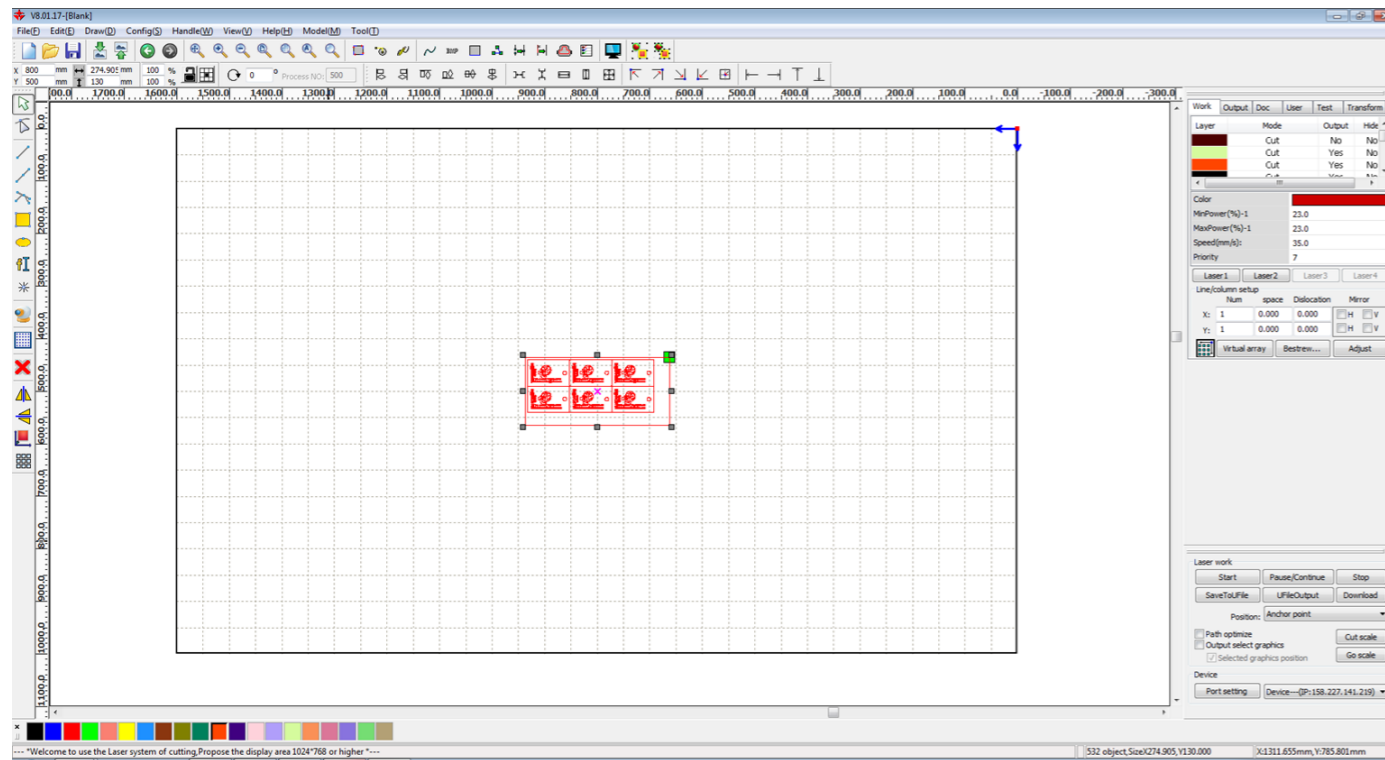 V8.01.17-[Blank]
File(F) Edit(E) Draw(D) Config(S) Handle(W) View(V) Help(H) Model(M) Tool(T)
X 800 mm 274.905 mm 100 % 0 ° Process NO: 500
Y 500 mm 130 mm 100 %
00.0 1700.0 1600.0 1500.0 1400.0 1300.0 1200.0 1100.0 1000.0 900.0 800.0 700.0 600.0 500.0 400.0 300.0 200.0 100.0 0.0 -100.0 -200.0 -300.0
0.0
100.0
200.0
300.0
400.0
500.0
600.0
700.0
800.0
900.0
1000.0
1100.0
Work Output Doc User Test Transform
Layer Mode Output Hide
Cut No No
Cut Yes No
Cut Yes No
Color
MinPower(%)-1 23.0
MaxPower(%)-1 23.0
Speed(mm/s): 35.0
Priority 7
Laser1 Laser2 Laser3 Laser4
Line/column setup
Num space Dislocation Mirror
X: 1 0.000 0.000 H V
Y: 1 0.000 0.000 H V
Virtual array Bestrew... Adjust
Laser work
Start Pause/Continue Stop
SaveToUFile UFileOutput Download
Position: Anchor point
Path optimize
Cut scale
Output select graphics
Selected graphics position
Go scale
Device
Port setting Device---(IP:158.227.141.219)
--- *Welcome to use the Laser system of cutting,Propose the display area 1024*768 or higher *---
532 object,SizeX274.905,Y130.000 X:1311.655mm,Y:785.801mm